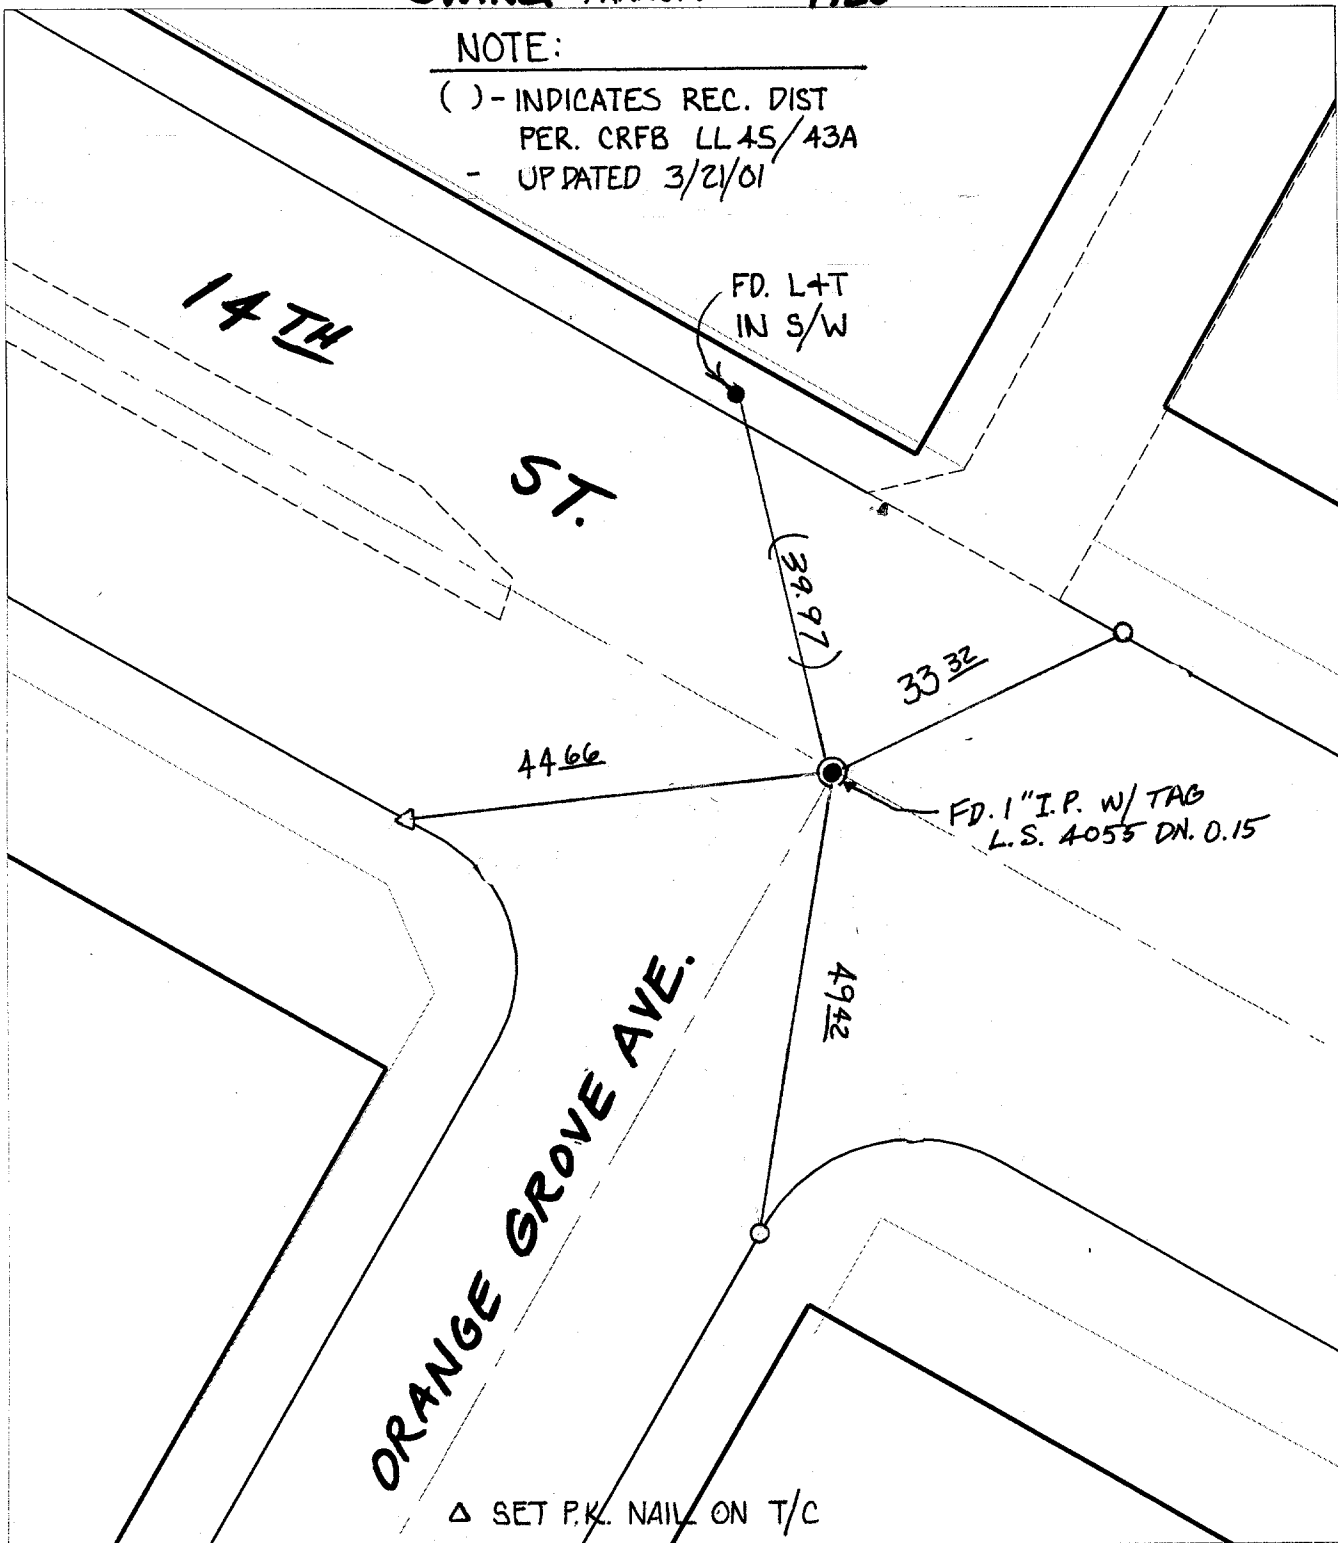 NOTE:
( ) - INDICATES REC. DIST
PER. CRFB LL45/43A
- UPDATED 3/21/01
14TH
ST.
FD. L+T
IN S/W
(39.97)
33 32
44 66
FD. 1" I.P. W/ TAG
L.S. 4055 DN. 0.15
49 42
ORANGE GROVE AVE.
Δ SET P.K. NAIL ON T/C